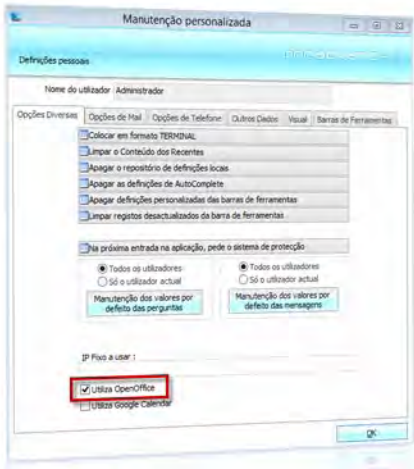 Manutenção personalizada
Definições pessoais
Nome do utilizador Administrador
Opções Diversas Opções de Mail Opções de Telefone Outros Dados Visual Barras de Ferramentas
Colocar em formato TERMINAL
Limpar o Conteúdo dos Recentes
Apagar o repositório de definições locais
Apagar as definições de AutoComplete
Apagar definições personalizadas das barras de ferramentas
Limpar registos desactualizados da barra de ferramentas
Na próxima entrada na aplicação, pede o sistema de protecção
Todos os utilizadores Todos os utilizadores
Só o utilizador actual Só o utilizador actual
Manutenção dos valores por defeito das perguntas
Manutenção dos valores por defeito das mensagens
IP Fixo a usar :
Utiliza OpenOffice
Utiliza Google Calendar
OK